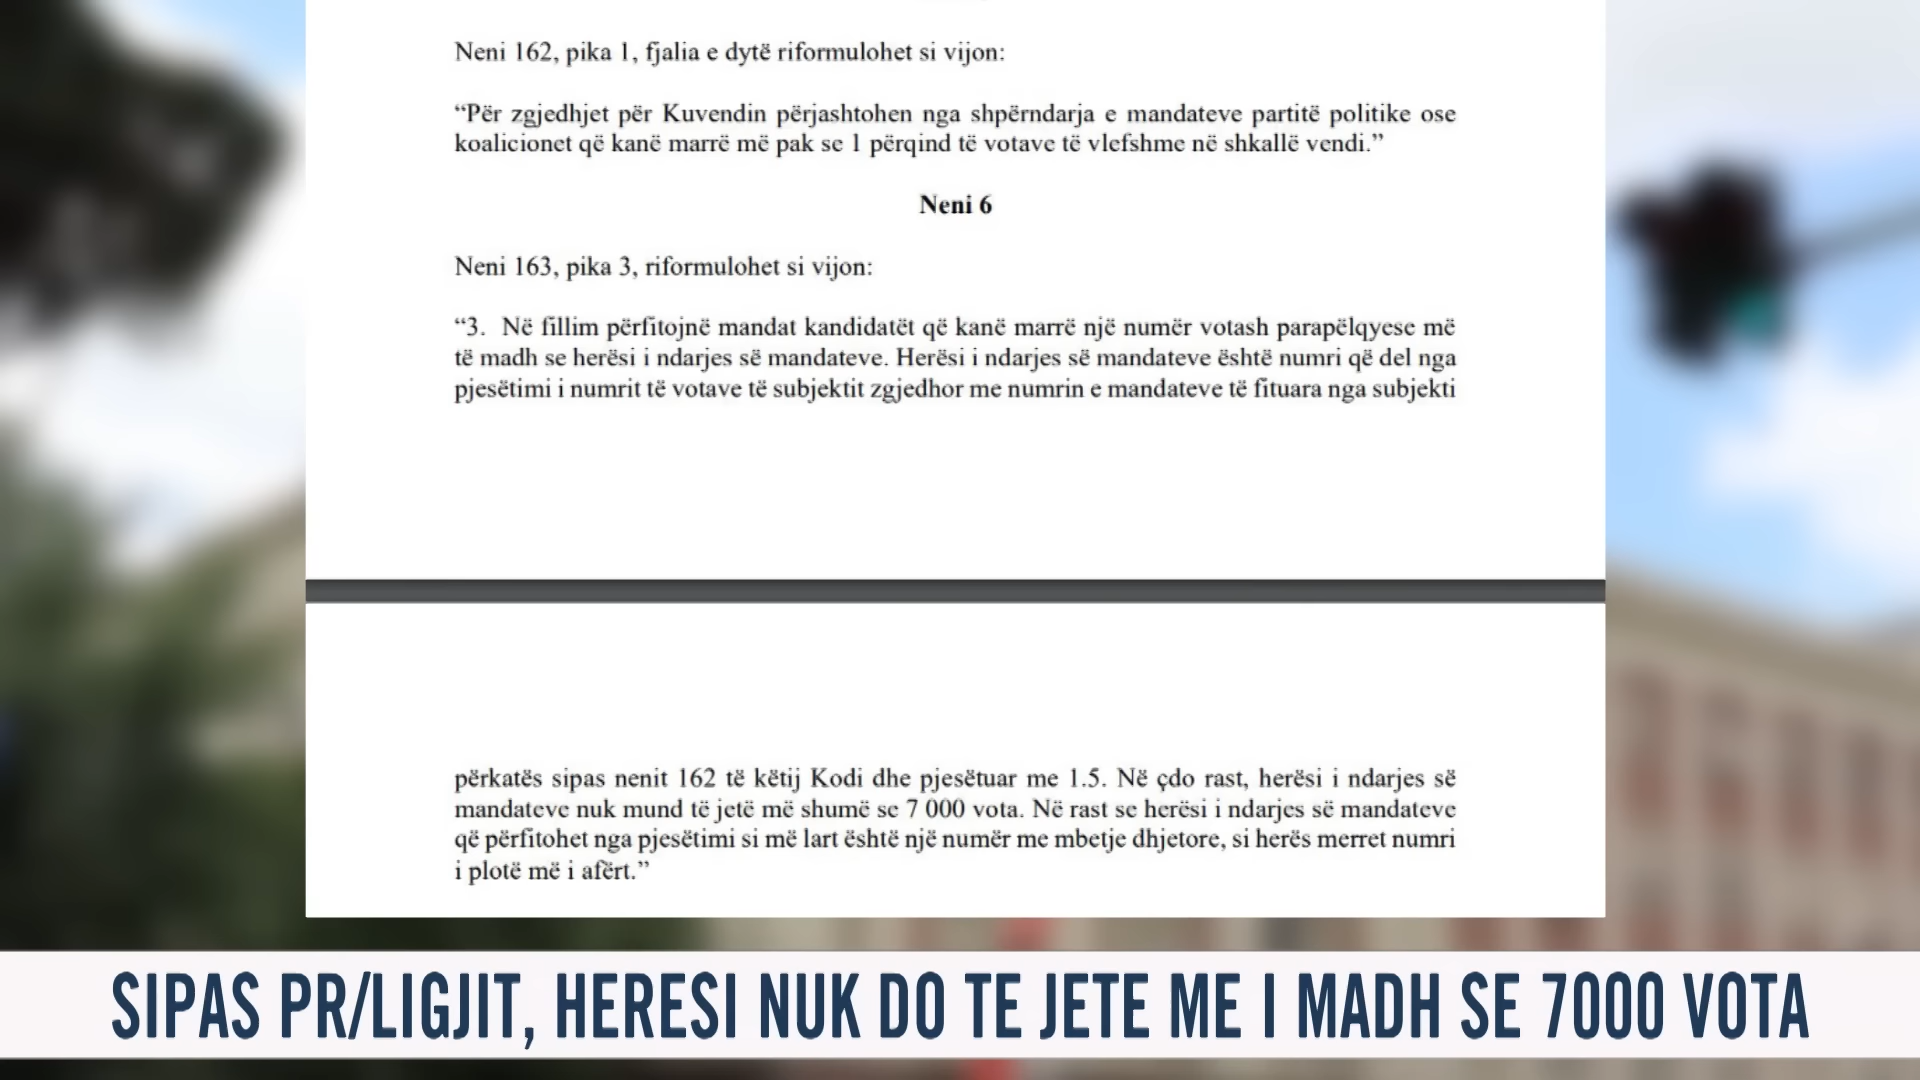 Neni 162, pika 1, fjalia e dytë riformulohet si vijon:
“Për zgjedhjet për Kuvendin përjashtohen nga shpërndarja e mandateve partitë politike ose
koalicionet që kanë marrë më pak se 1 përqind të votave të vlefshme në shkallë vendi.”
Neni 6
Neni 163, pika 3, riformulohet si vijon:
“3. Në fillim përfitojnë mandat kandidatët që kanë marrë një numër votash parapëlqyese më
të madh se herësi i ndarjes së mandateve. Herësi i ndarjes së mandateve është numri që del nga
pjesëtimi i numrit të votave të subjektit zgjedhor me numrin e mandateve të fituara nga subjekti
përkatës sipas nenit 162 të këtij Kodi dhe pjesëtuar me 1.5. Në çdo rast, herësi i ndarjes së
mandateve nuk mund të jetë më shumë se 7 000 vota. Në rast se herësi i ndarjes së mandateve
që përfitohet nga pjesëtimi si më lart është një numër me mbetje dhjetore, si herës merret numri
i plotë më i afërt.”
SIPAS PR/LIGJIT, HERESI NUK DO TE JETE ME I MADH SE 7000 VOTA